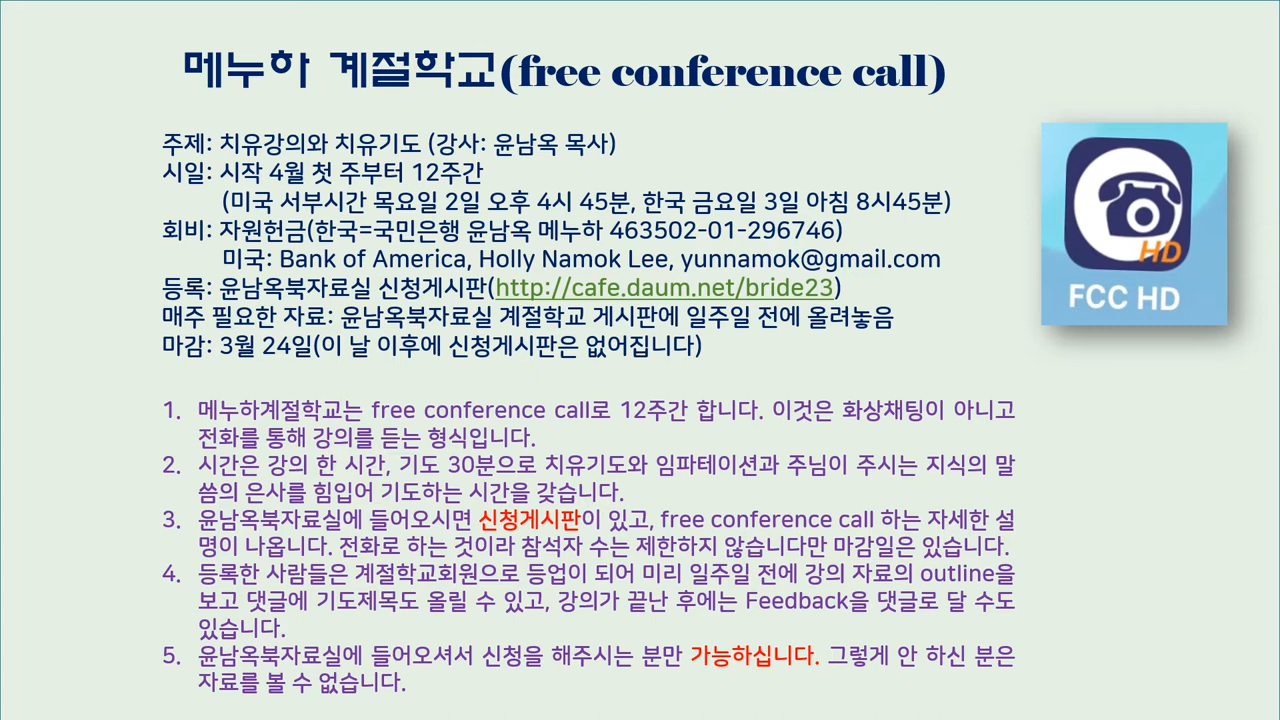 메누하 계절학교(free conference call)
주제: 치유강의와 치유기도 (강사: 윤남옥 목사)
시일: 시작 4월 첫 주부터 12주간
(미국 서부시간 목요일 2일 오후 4시 45분, 한국 금요일 3일 아침 8시45분)
회비: 자원헌금(한국=국민은행 윤남옥 메누하 463502-01-296746)
미국: Bank of America, Holly Namok Lee, yunnamok@gmail.com
등록: 윤남옥북자료실 신청게시판(http://cafe.daum.net/bride23)
매주 필요한 자료: 윤남옥북자료실 계절학교 게시판에 일주일 전에 올려놓음
마감: 3월 24일(이 날 이후에 신청게시판은 없어집니다)
HD
FCC HD
1. 메누하계절학교는 free conference call로 12주간 합니다. 이것은 화상채팅이 아니고
전화를 통해 강의를 듣는 형식입니다.
2. 시간은 강의 한 시간, 기도 30분으로 치유기도와 임파테이션과 주님이 주시는 지식의 말
씀의 은사를 힘입어 기도하는 시간을 갖습니다.
3. 윤남옥북자료실에 들어오시면 신청게시판이 있고, free conference call 하는 자세한 설
명이 나옵니다. 전화로 하는 것이라 참석자 수는 제한하지 않습니다만 마감일은 있습니다.
4. 등록한 사람들은 계절학교회원으로 등업이 되어 미리 일주일 전에 강의 자료의 outline을
보고 댓글에 기도제목도 올릴 수 있고, 강의가 끝난 후에는 Feedback을 댓글로 달 수도
있습니다.
5. 윤남옥북자료실에 들어오셔서 신청을 해주시는 분만 가능하십니다. 그렇게 안 하신 분은
자료를 볼 수 없습니다.